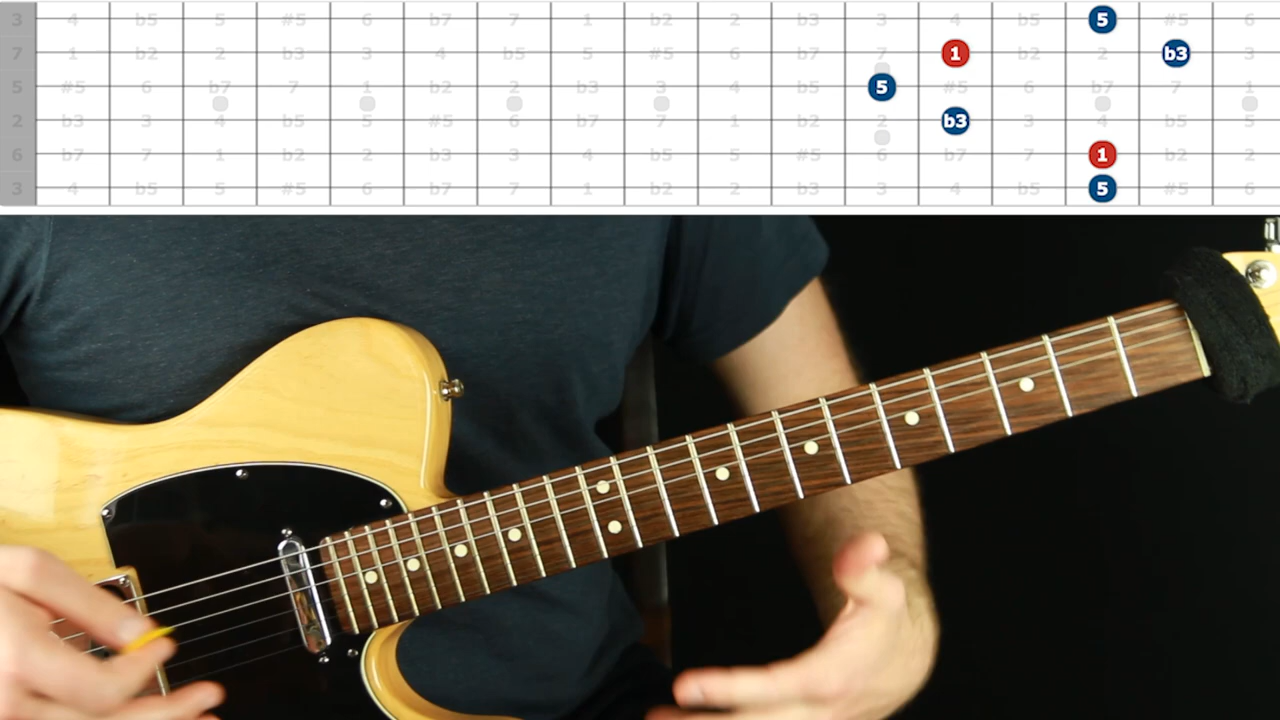 3 4 b5 5 #5 6 b7 7 1 b2 2 b3 3 4 b5 5 #5 6
7 1 b2 2 b3 3 4 b5 5 #5 6 b7 7 1 b2 2 b3 3
5 #5 6 b7 7 1 b2 2 b3 3 4 b5 5 #5 6 b7 7 1
2 b3 3 4 b5 5 #5 6 b7 7 1 b2 2 b3 3 4 b5 5
6 b7 7 1 b2 2 b3 3 4 b5 5 #5 6 b7 7 1 b2 2
3 4 b5 5 #5 6 b7 7 1 b2 2 b3 3 4 b5 5 #5 6